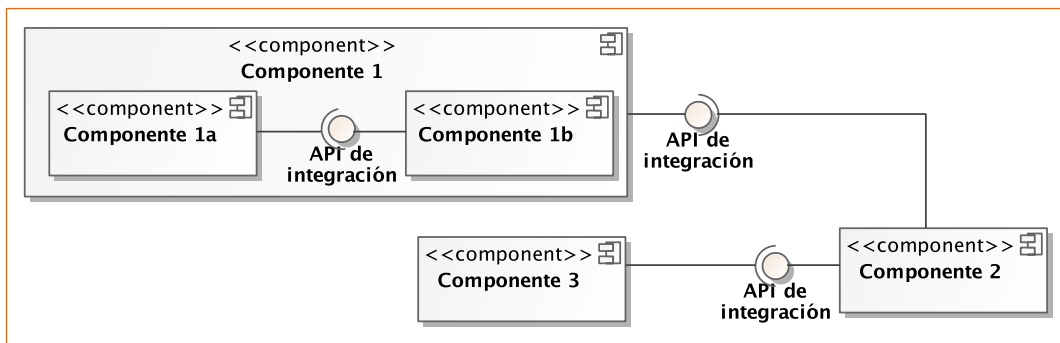 <<component>>
Componente 1
<<component>>
Componente 1a
API de
integración
<<component>>
Componente 1b
API de
integración
<<component>>
Componente 3
API de
integración
<<component>>
Componente 2